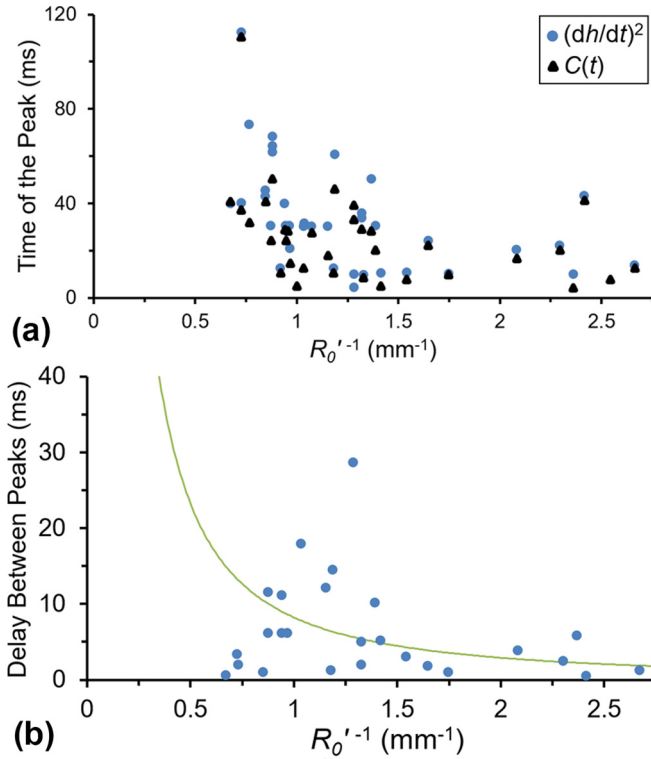 120
(dh/dt)²
C(t)
80
40
0
Time of the Peak (ms)
0 0.5 1 1.5 2 2.5
(a)
R₀'⁻¹ (mm⁻¹)
40
30
20
10
0
Delay Between Peaks (ms)
0.5 1 1.5 2 2.5
(b)
R₀'⁻¹ (mm⁻¹)